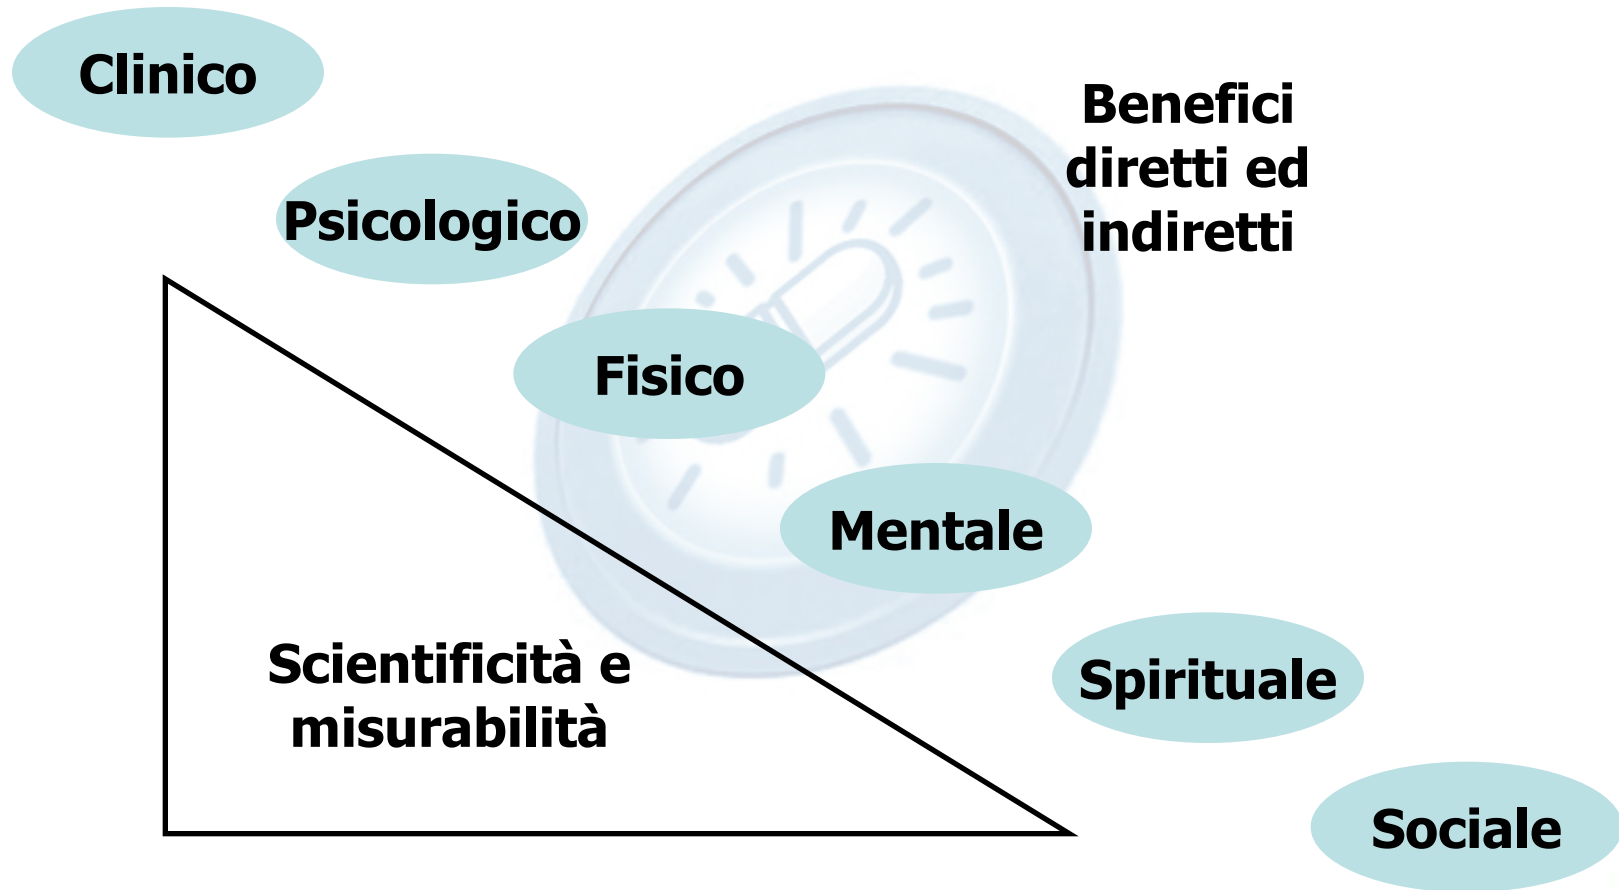 Clinico
Benefici
diretti ed
indiretti
Psicologico
Fisico
Mentale
Scientificità e
misurabilità
Spirituale
Sociale